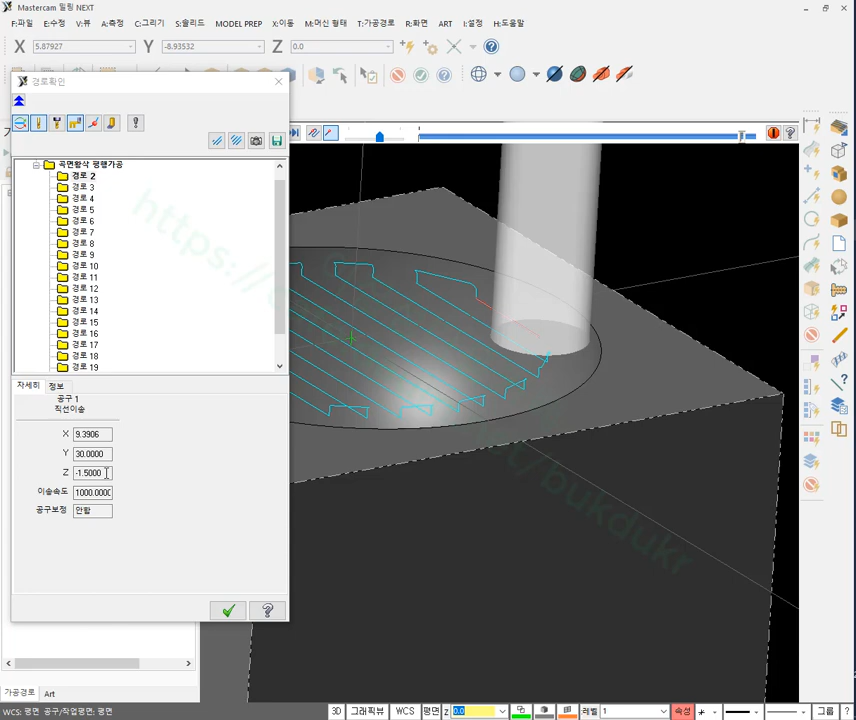 Mastercam 밀링 NEXT
F:파일 E:수정 V:뷰 A:측정 C:그리기 S:솔리드 MODEL PREP X:이동 M:머신 형태 T:가공경로 R:화면 ART I:설정 H:도움말
X 5.87927 Y -8.93532 Z 0.0
경로확인
곡면황삭 평행가공
경로 2
경로 3
경로 4
경로 5
경로 6
경로 7
경로 8
경로 9
경로 10
경로 11
경로 12
경로 13
경로 14
경로 15
경로 16
경로 17
경로 18
경로 19
자세히 정보
공구 1
직선이송
X 9.3906
Y 30.0000
Z -1.5000
이송속도 1000.0000
공구보정 안함
가공경로 Art
WCS: 평면 공구/작업평면: 평면
3D 그래픽뷰 WCS 평면 Z 0.0 레벨 1 속성 그룹 ?